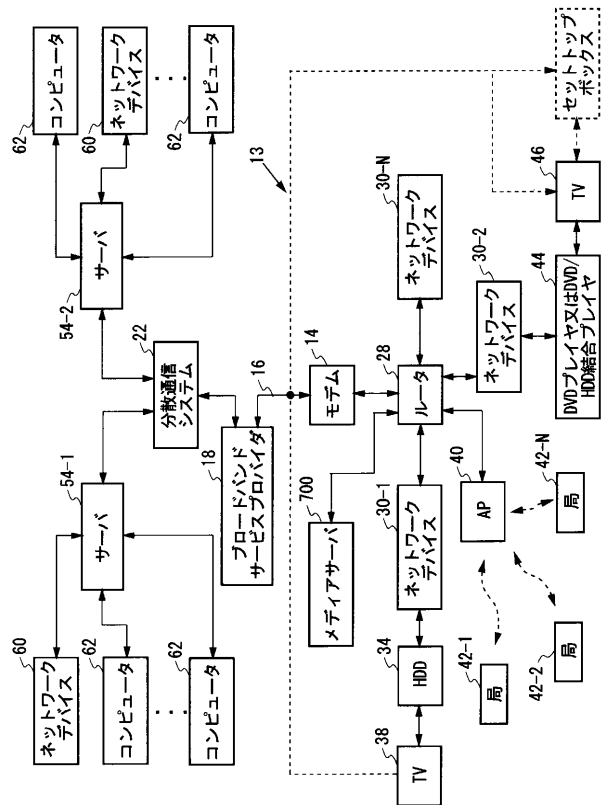 62
コンピュータ
60
ネットワーク
デバイス
62
コンピュータ
54-2
サーバ
22
分散通信
システム
54-1
サーバ
60
ネットワーク
デバイス
62
コンピュータ
62
コンピュータ
18
ブロードバンド
サービスプロバイダ
16
13
14
モデム
700
メディアサーバ
28
ルータ
30-N
ネットワーク
デバイス
30-1
ネットワーク
デバイス
30-2
ネットワーク
デバイス
34
HDD
38
TV
40
AP
42-1
局
42-2
局
42-N
局
44
DVDプレイヤ又はDVD/
HDD結合プレイヤ
46
TV
セットトップ
ボックス